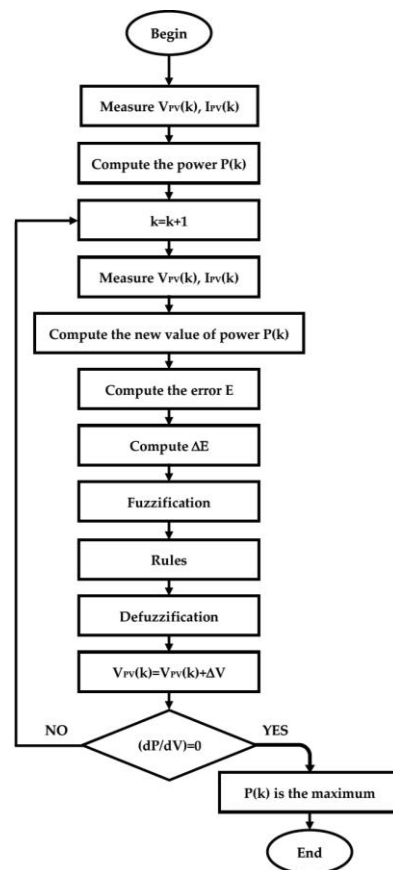 Begin
Measure VPV(k), IPV(k)
Compute the power P(k)
k=k+1
Measure VPV(k), IPV(k)
Compute the new value of power P(k)
Compute the error E
Compute ΔE
Fuzzification
Rules
Defuzzification
VPV(k)=VPV(k)+ΔV
NO
(dP/dV)=0
YES
P(k) is the maximum
End